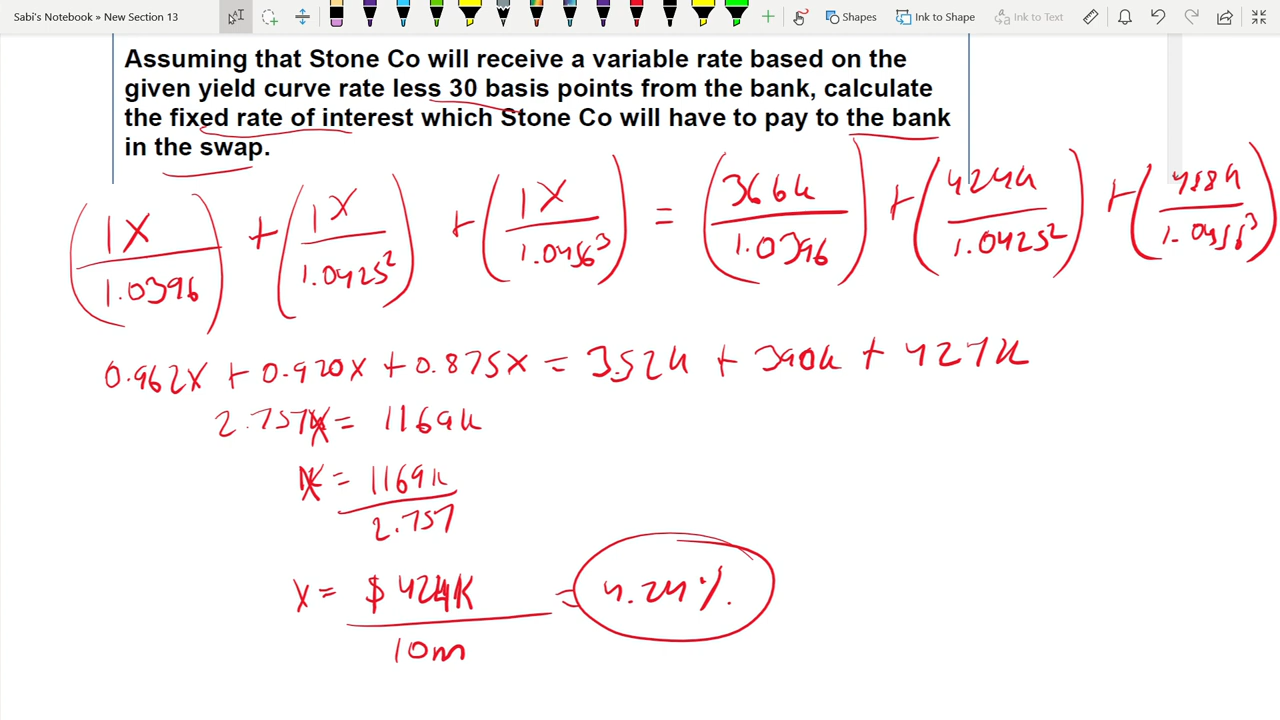 Sabi's Notebook » New Section 13
Shapes
Ink to Shape
Ink to Text
Assuming that Stone Co will receive a variable rate based on the
given yield curve rate less 30 basis points from the bank, calculate
the fixed rate of interest which Stone Co will have to pay to the bank
in the swap.
(1X / 1.0396) + (1X / 1.0425²) + (1X / 1.0456³) = (366k / 1.0396) + (424k / 1.0425²) + (488k / 1.0456³)
0.962X + 0.920X + 0.875X = 352k + 390k + 427k
2.757X = 1169k
X = 1169k / 2.757
X = $424K / 10m = 4.24%.